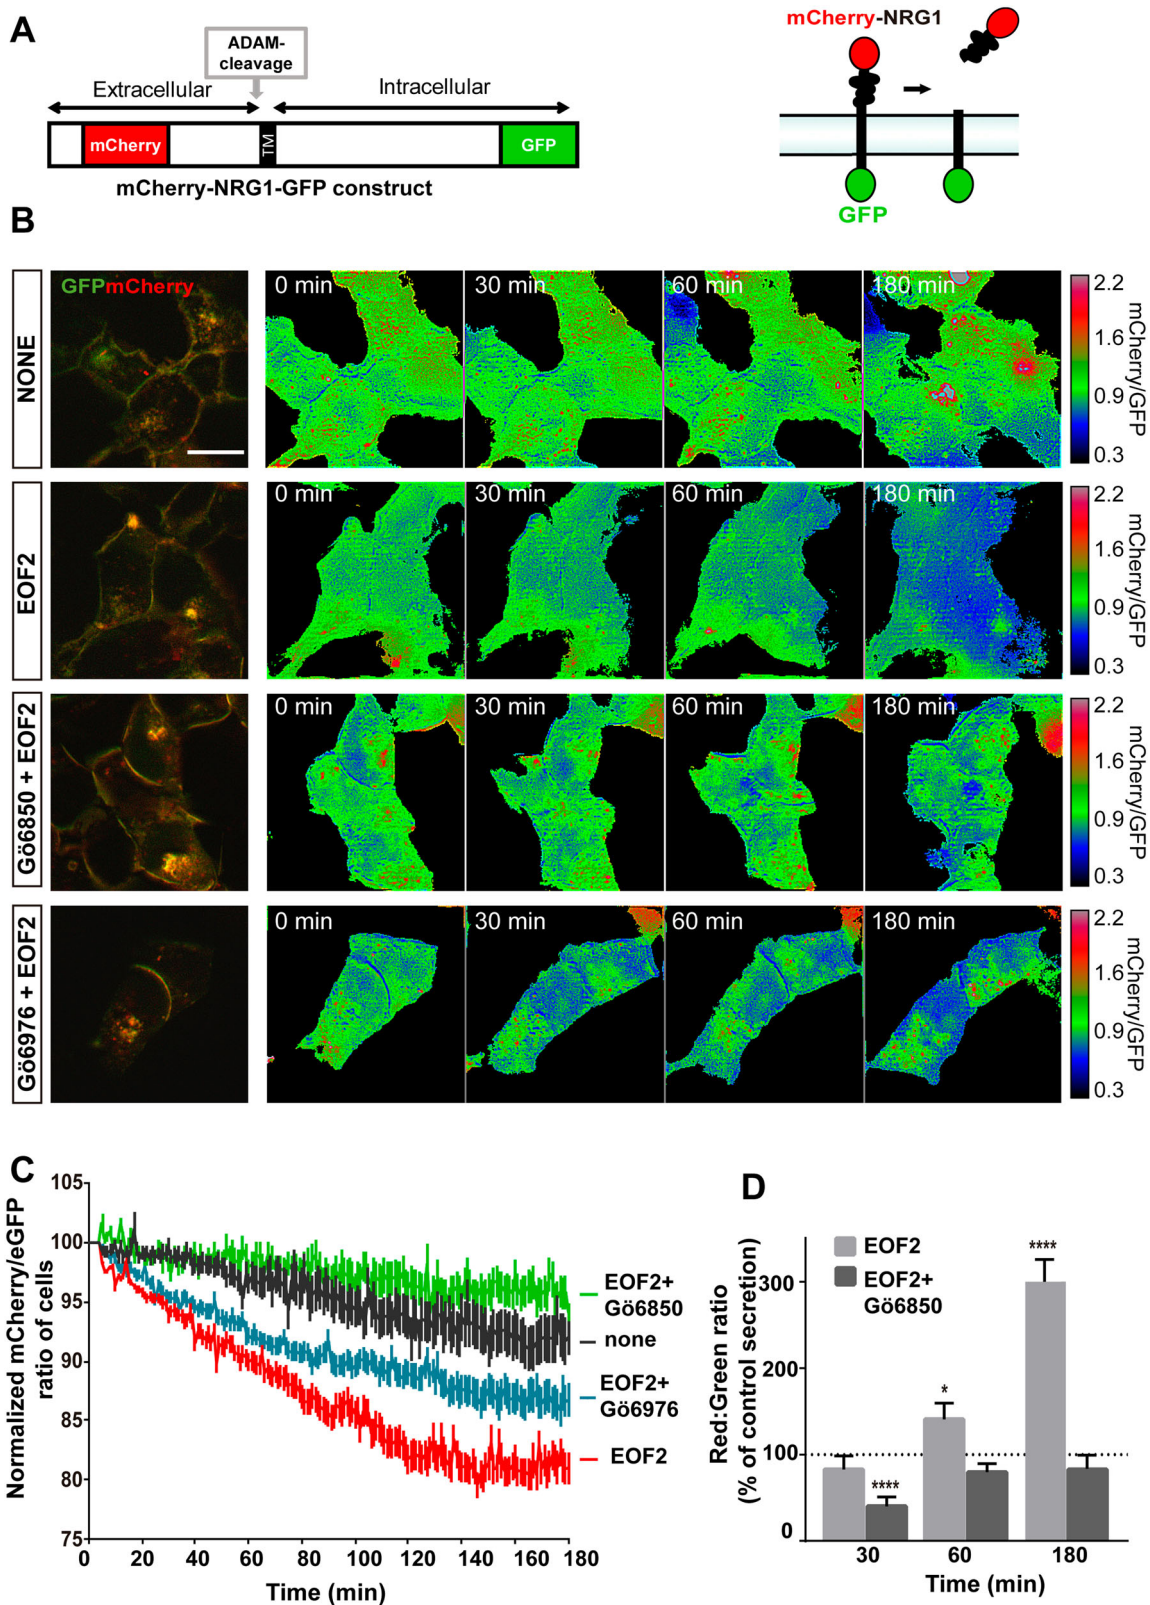 A
ADAM-
cleavage
Extracellular
Intracellular
mCherry
TM
GFP
mCherry-NRG1-GFP construct
mCherry-NRG1
GFP
B
NONE
GFPmCherry
0 min
30 min
60 min
180 min
2.2
1.6
0.9
0.3
mCherry/GFP
EOF2
0 min
30 min
60 min
180 min
2.2
1.6
0.9
0.3
mCherry/GFP
Gö6850 + EOF2
0 min
30 min
60 min
180 min
2.2
1.6
0.9
0.3
mCherry/GFP
Gö6976 + EOF2
0 min
30 min
60 min
180 min
2.2
1.6
0.9
0.3
mCherry/GFP
C
Normalized mCherry/eGFP
ratio of cells
105
100
95
90
85
80
75
0
20
40
60
80
100
120
140
160
180
Time (min)
EOF2+
Gö6850
none
EOF2+
Gö6976
EOF2
D
Red:Green ratio
(% of control secretion)
300
200
100
0
EOF2
EOF2+
Gö6850
****
*
****
30
60
180
Time (min)